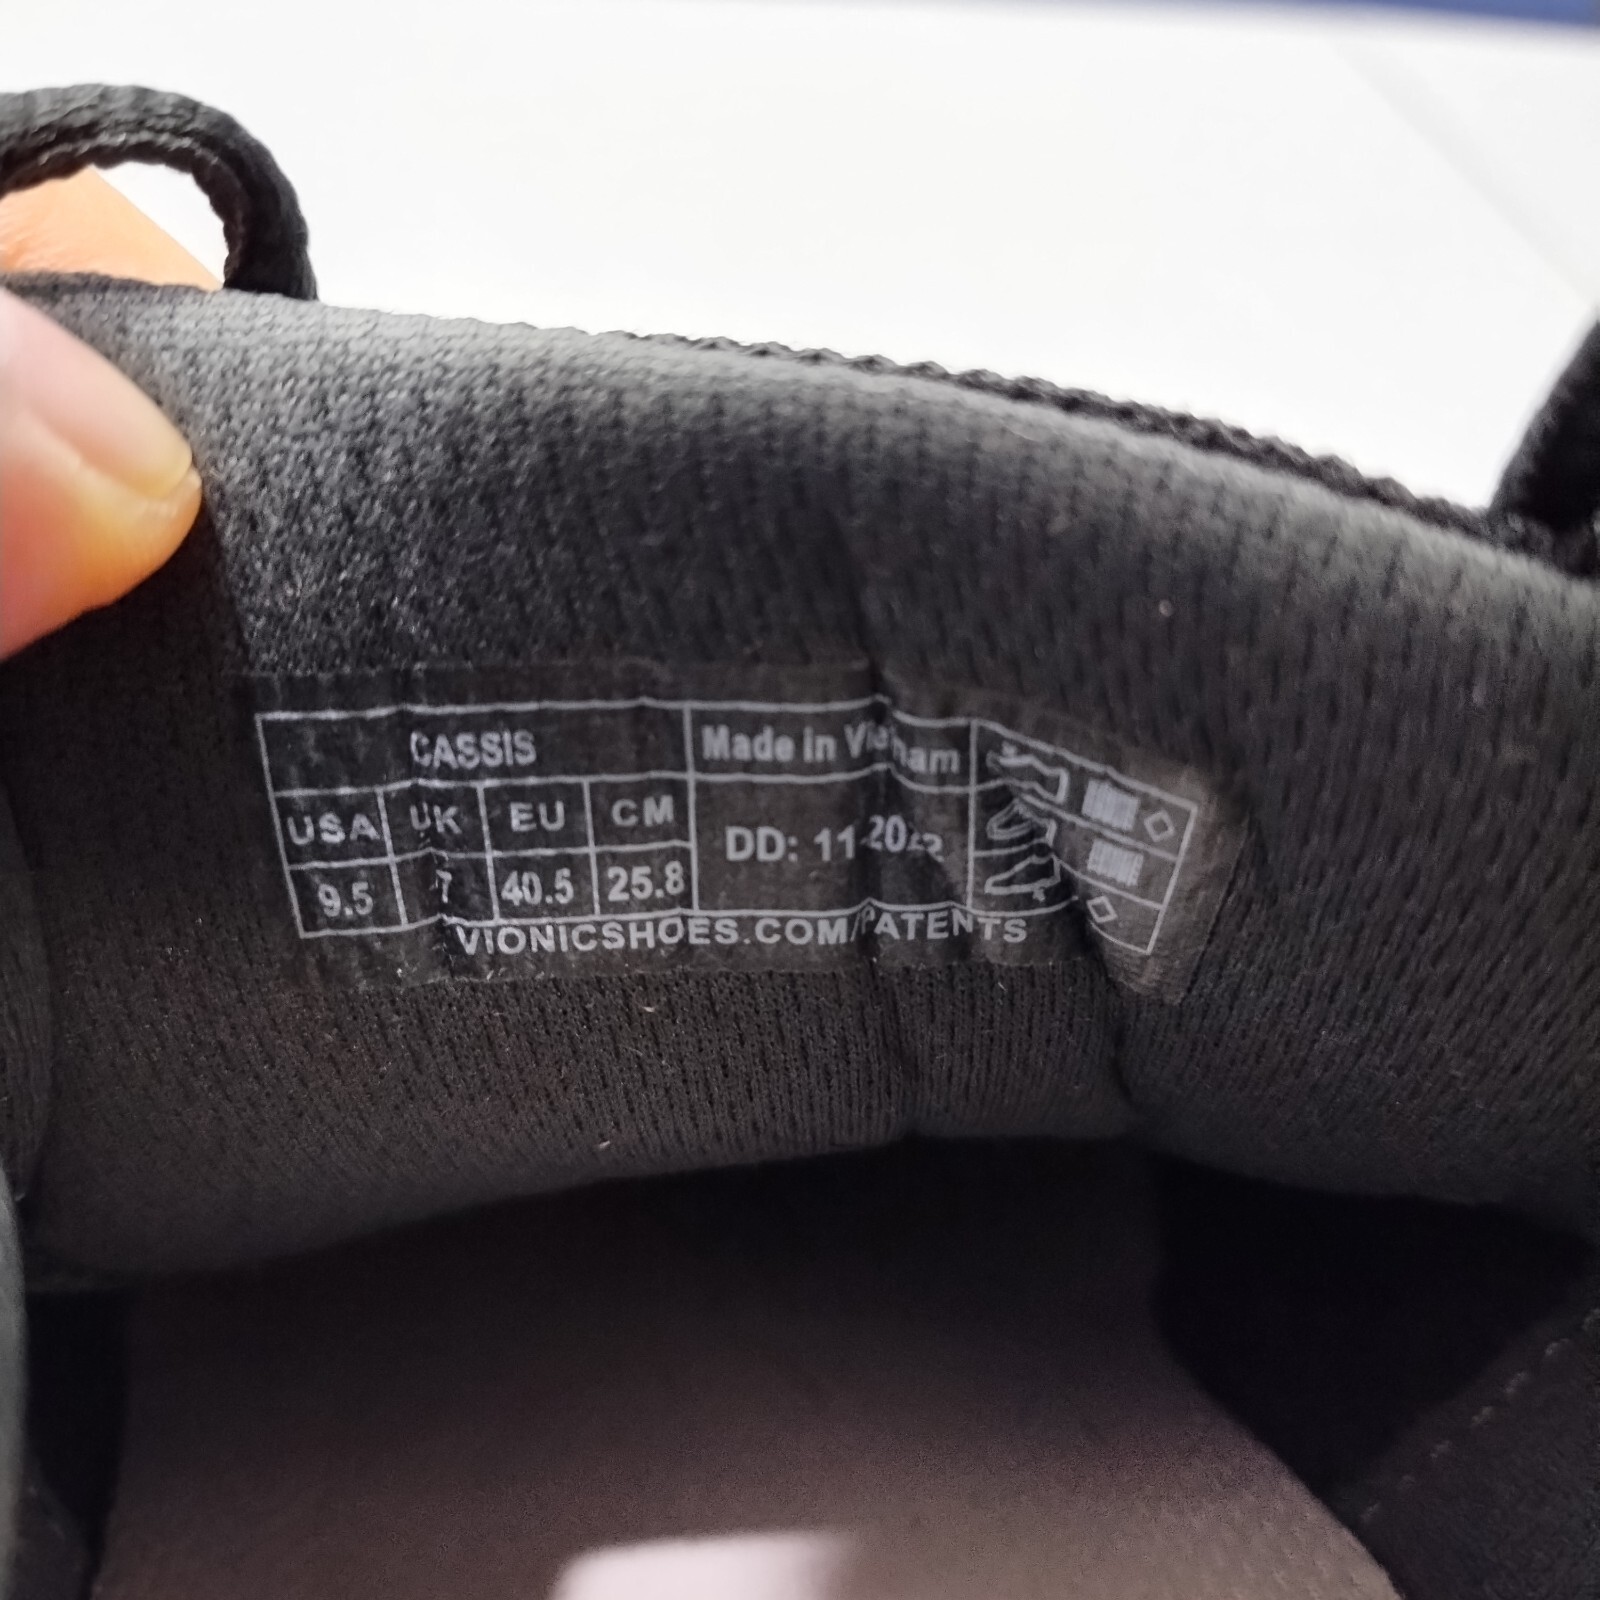 CASSIS
Made in Vietnam
USA UK EU CM
DD: 11-2022
9.5 7 40.5 25.8
VIONICSHOES.COM/PATENTS